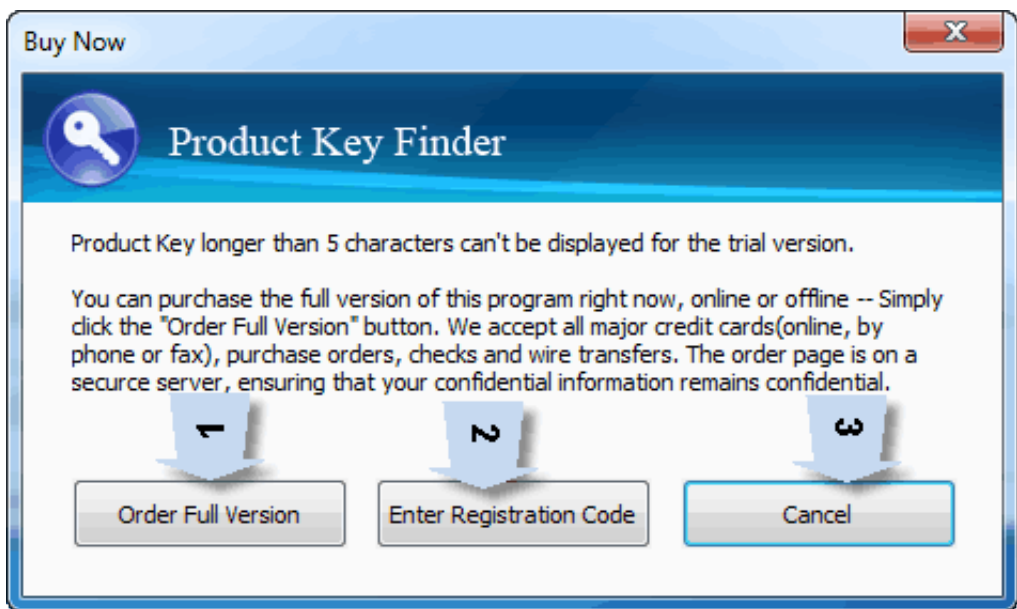 Buy Now
Product Key Finder
Product Key longer than 5 characters can't be displayed for the trial version.
You can purchase the full version of this program right now, online or offline -- Simply
click the "Order Full Version" button. We accept all major credit cards(online, by
phone or fax), purchase orders, checks and wire transfers. The order page is on a
securce server, ensuring that your confidential information remains confidential.
1 2 3
Order Full Version Enter Registration Code Cancel